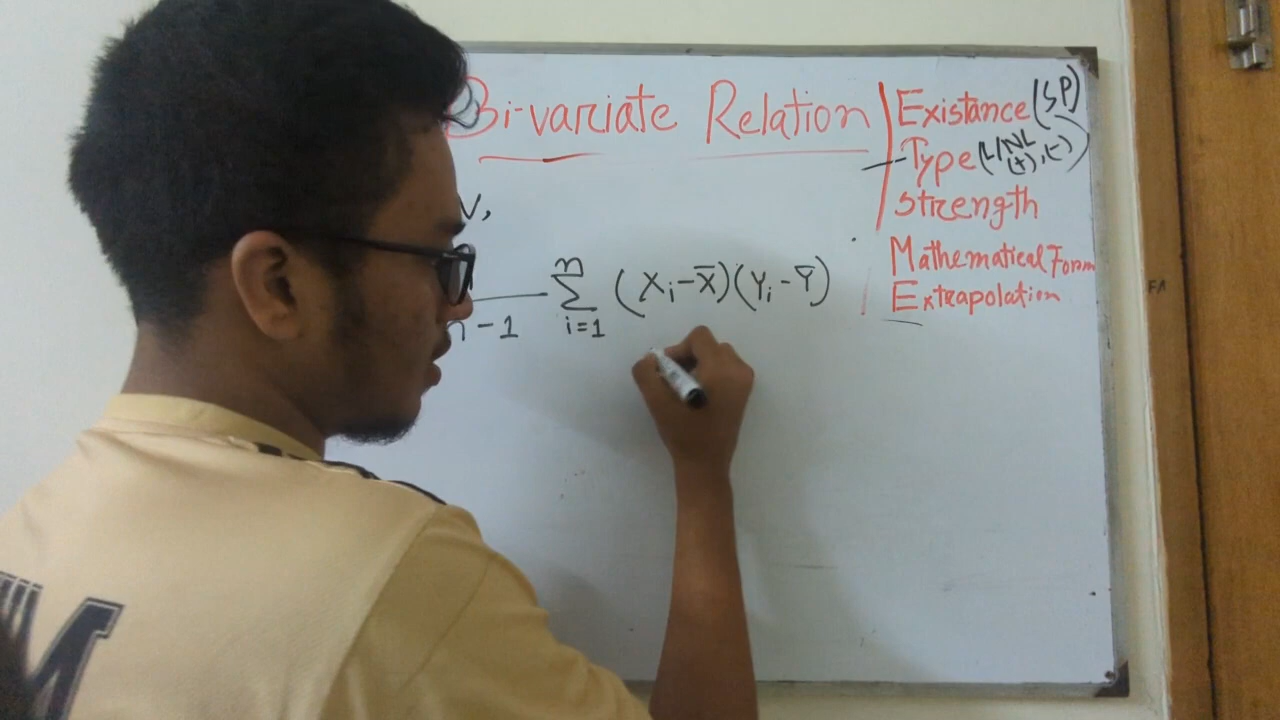 Bi-variate Relation
Existance (SP)
Type (L/NL (+), (-))
Strength
Mathematical Form
Extrapolation
V,
n - 1
n
∑ (Xi - X̄)(Yi - Ȳ)
i=1
M